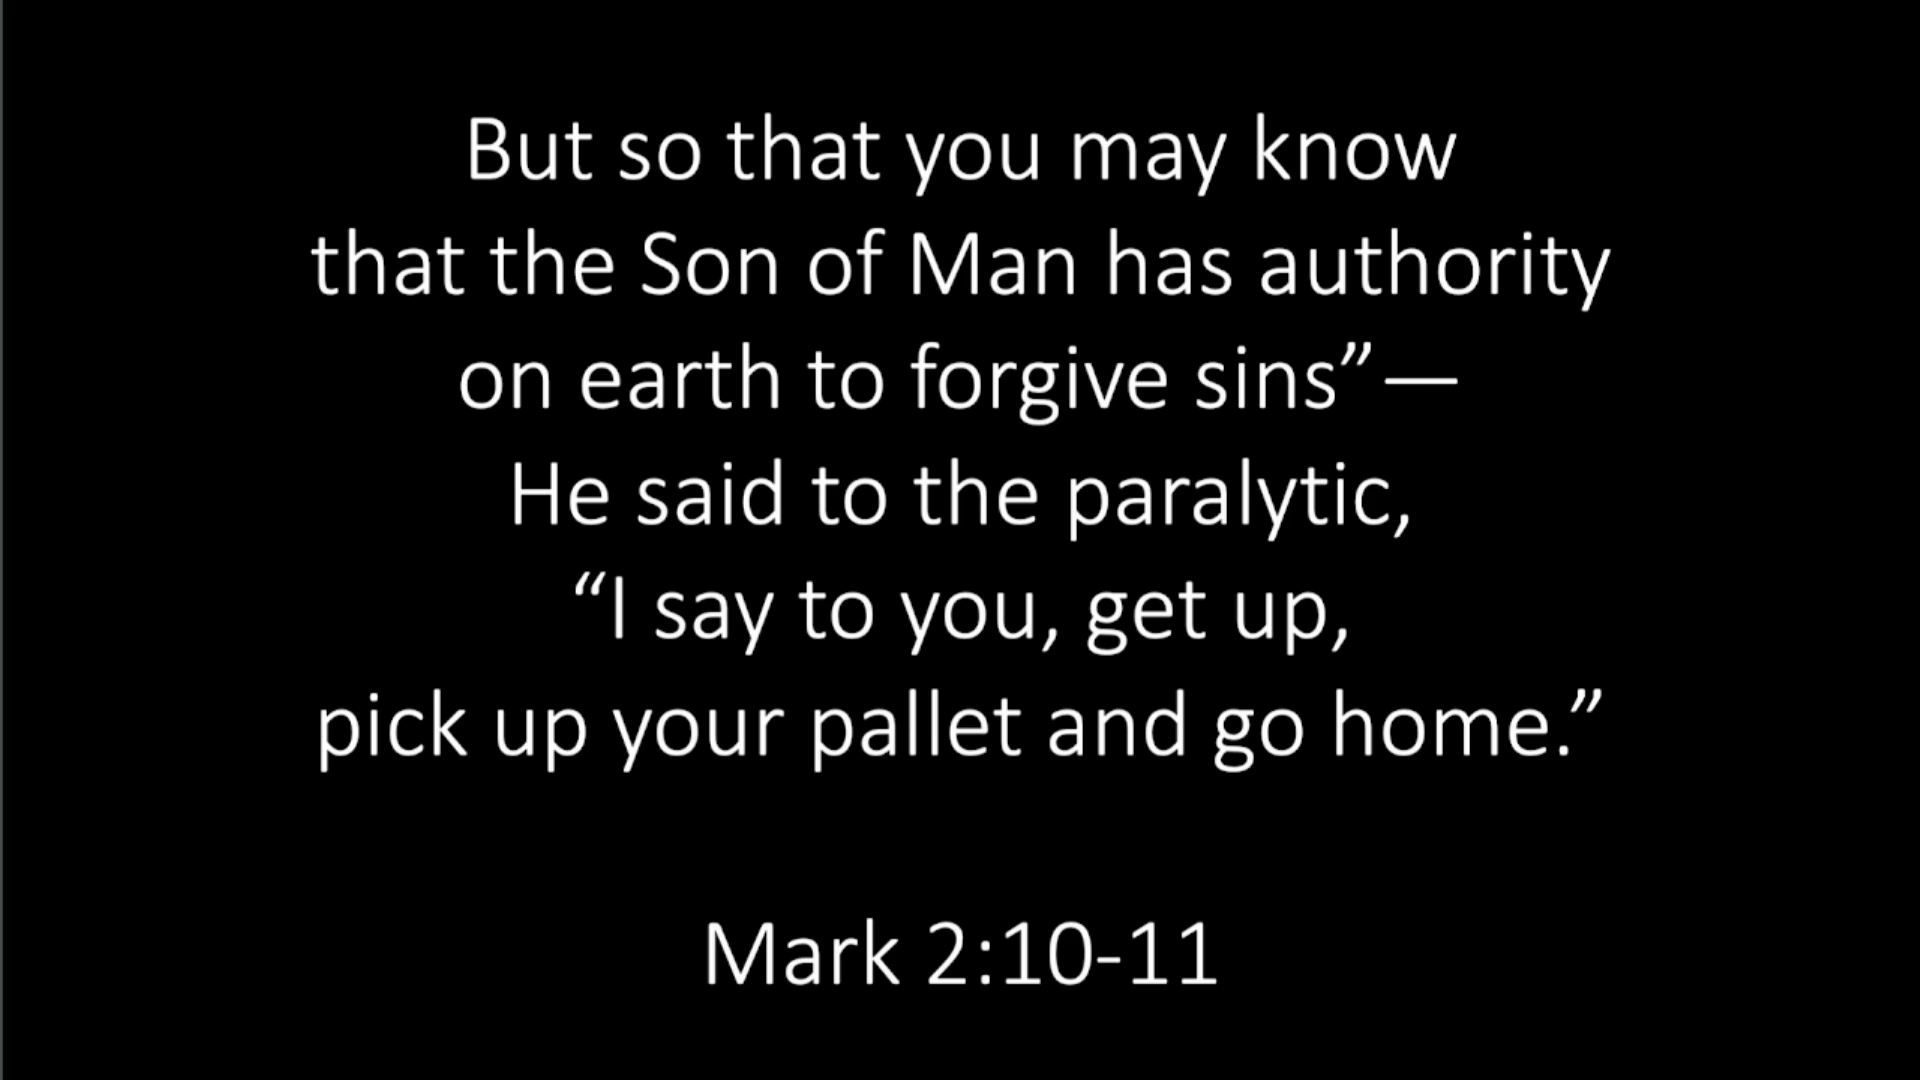 But so that you may know
that the Son of Man has authority
on earth to forgive sins”—
He said to the paralytic,
“I say to you, get up,
pick up your pallet and go home.”
Mark 2:10-11